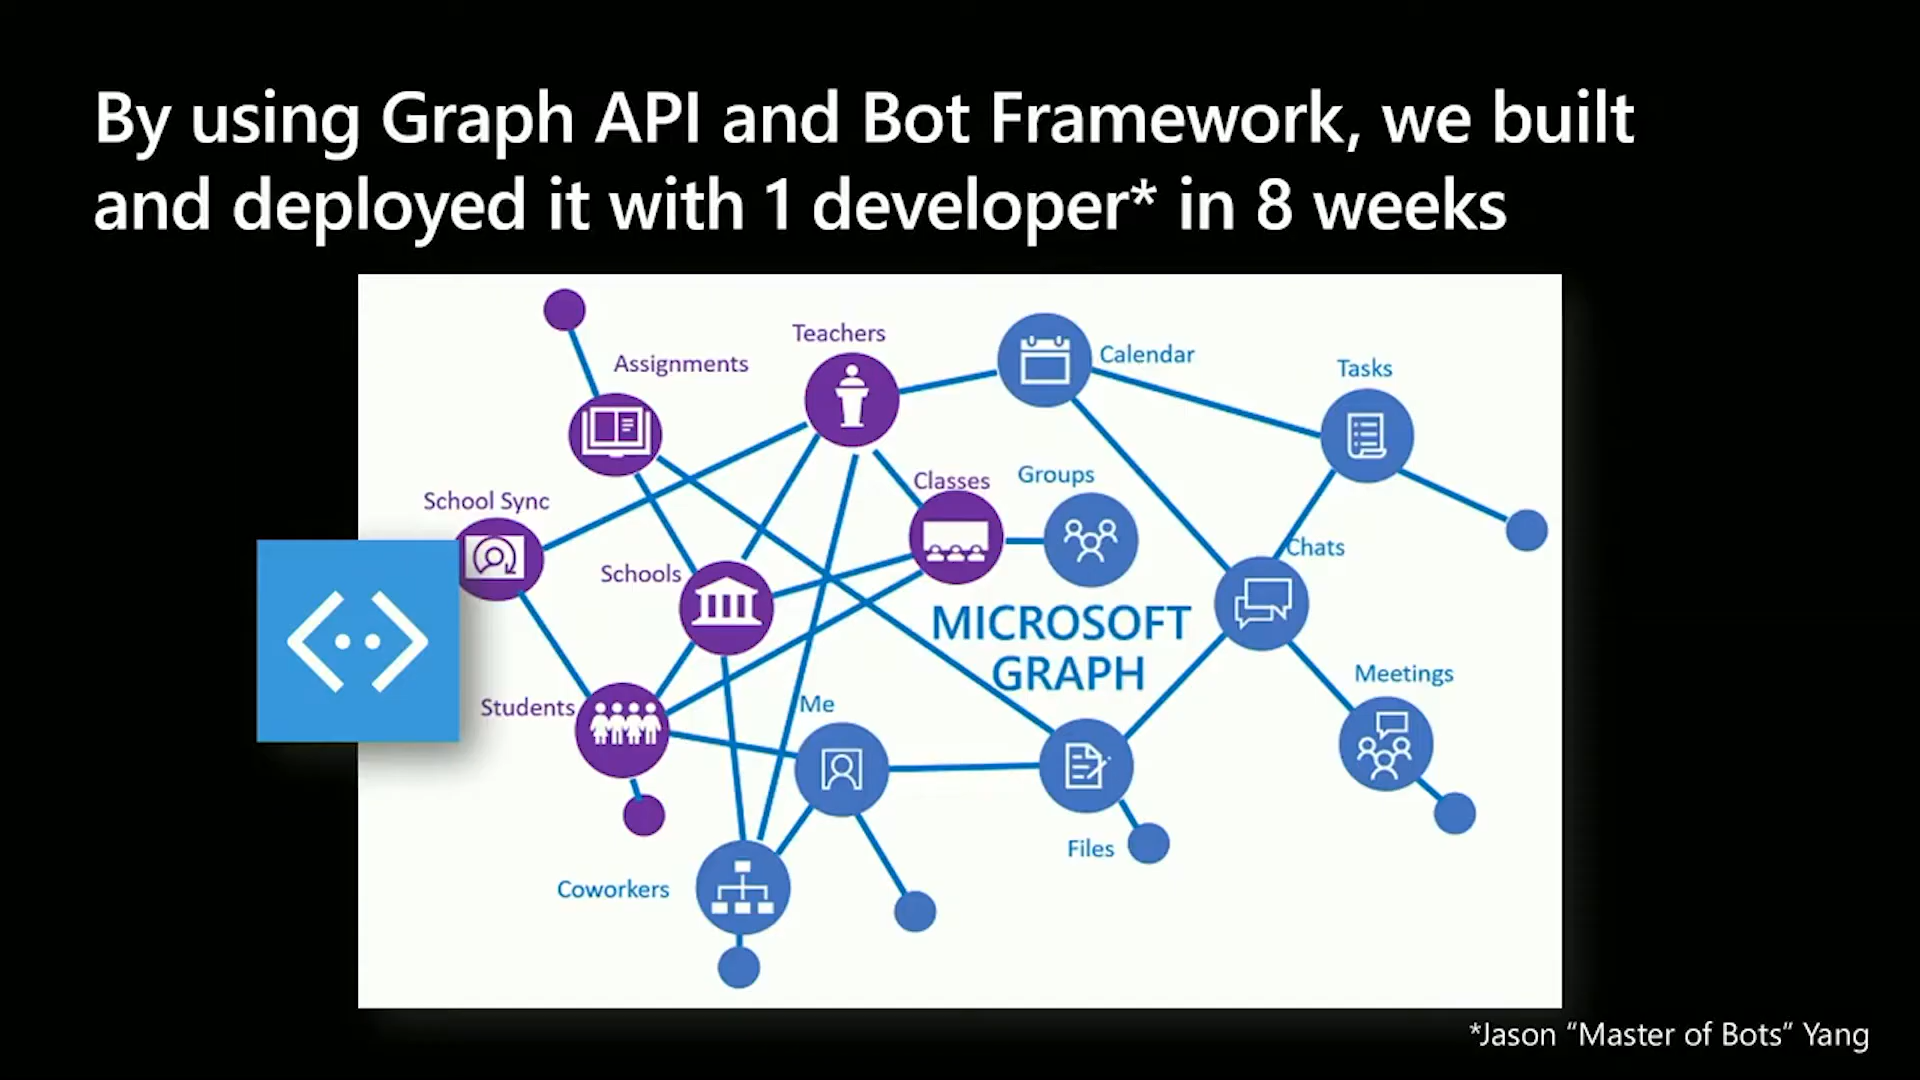 By using Graph API and Bot Framework, we built
and deployed it with 1 developer* in 8 weeks
Teachers
Assignments
Calendar
Tasks
School Sync
Classes
Groups
Schools
Chats
MICROSOFT
GRAPH
Students
Me
Meetings
Files
Coworkers
*Jason “Master of Bots” Yang